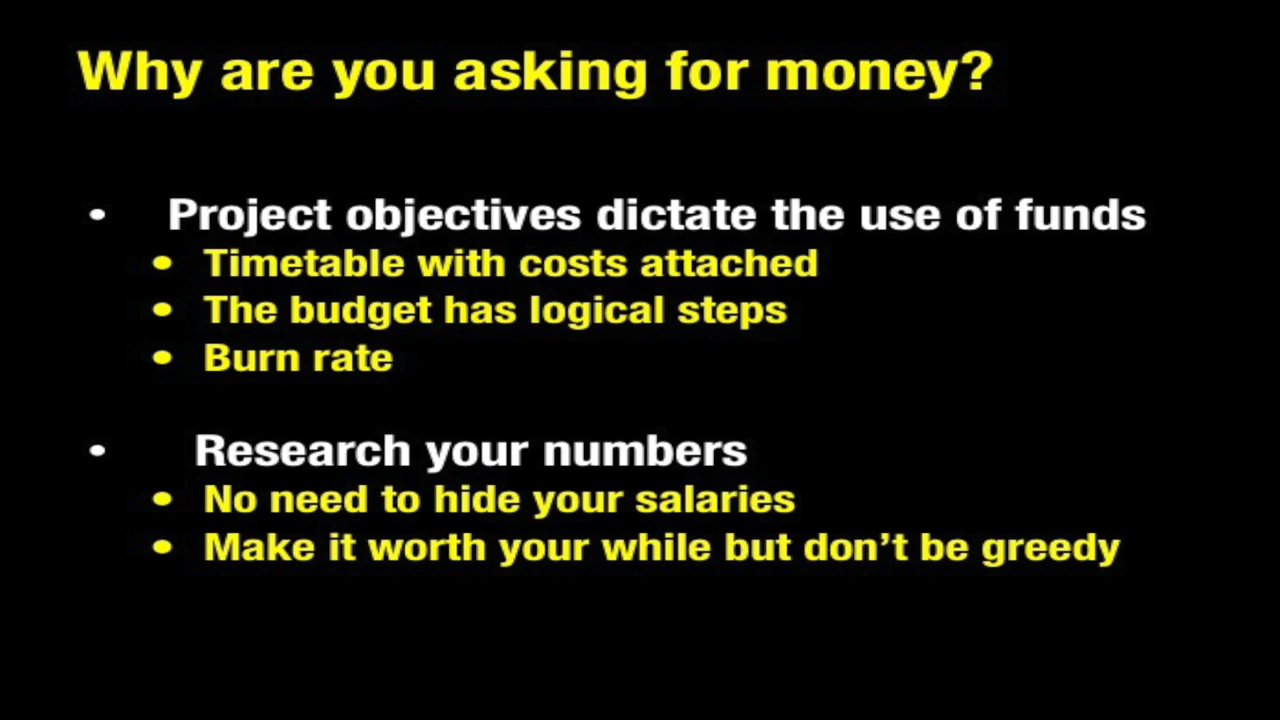 Why are you asking for money?
• Project objectives dictate the use of funds
• Timetable with costs attached
• The budget has logical steps
• Burn rate
• Research your numbers
• No need to hide your salaries
• Make it worth your while but don’t be greedy